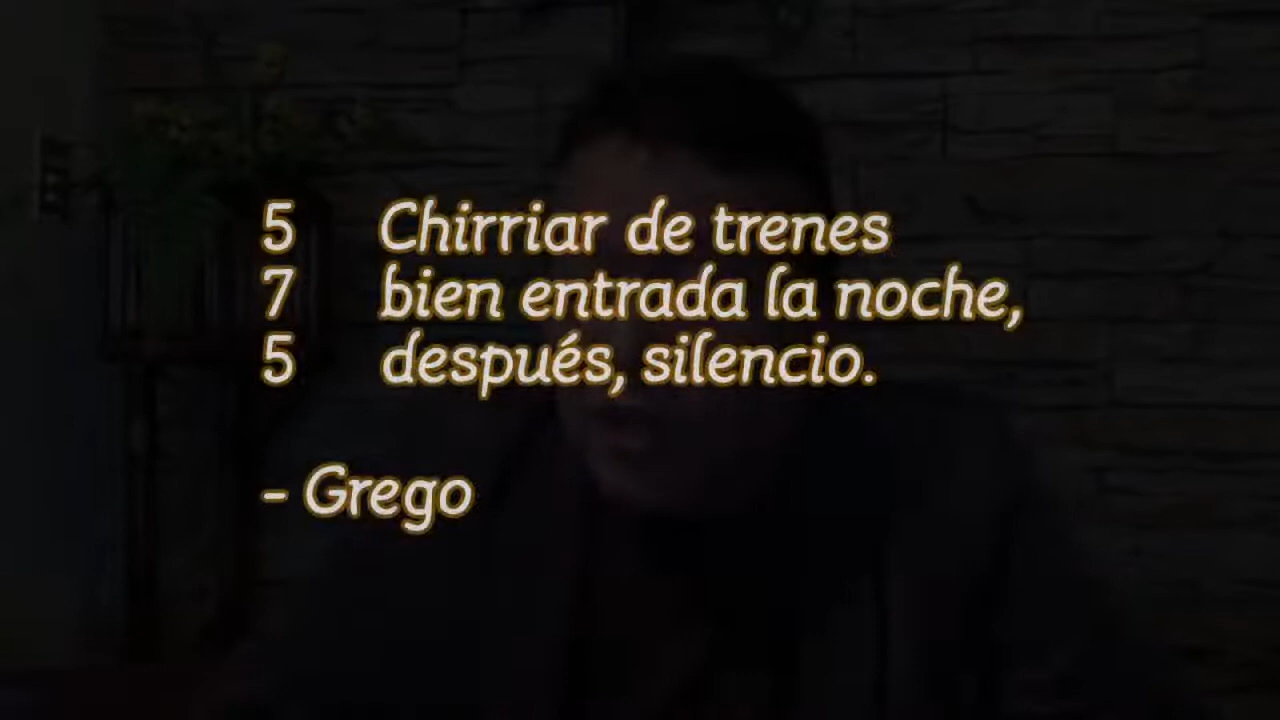 5 Chirriar de trenes
7 bien entrada la noche,
5 después, silencio.
- Grego